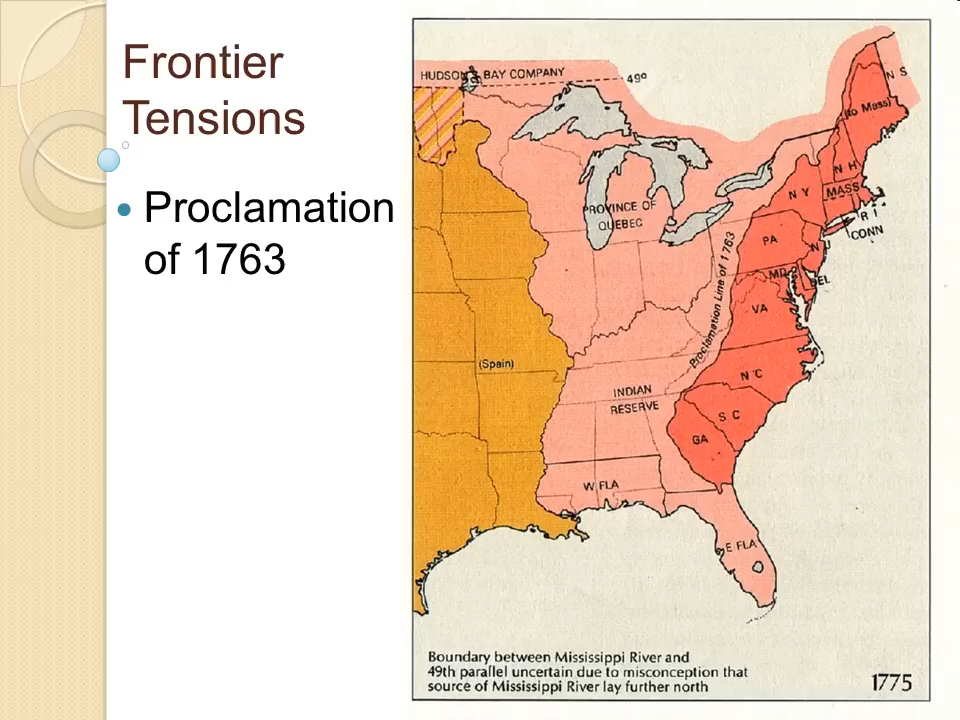 Frontier
Tensions
• Proclamation
of 1763
HUDSON'S BAY COMPANY
49º
N S
(to Mass)
N H
N Y
MASS
R I
CONN
PROVINCE OF
QUEBEC
PA
N J
MD
DEL
Proclamation Line of 1763
VA
(Spain)
N C
INDIAN
RESERVE
S C
GA
W FLA
E FLA
Boundary between Mississippi River and
49th parallel uncertain due to misconception that
source of Mississippi River lay further north
1775